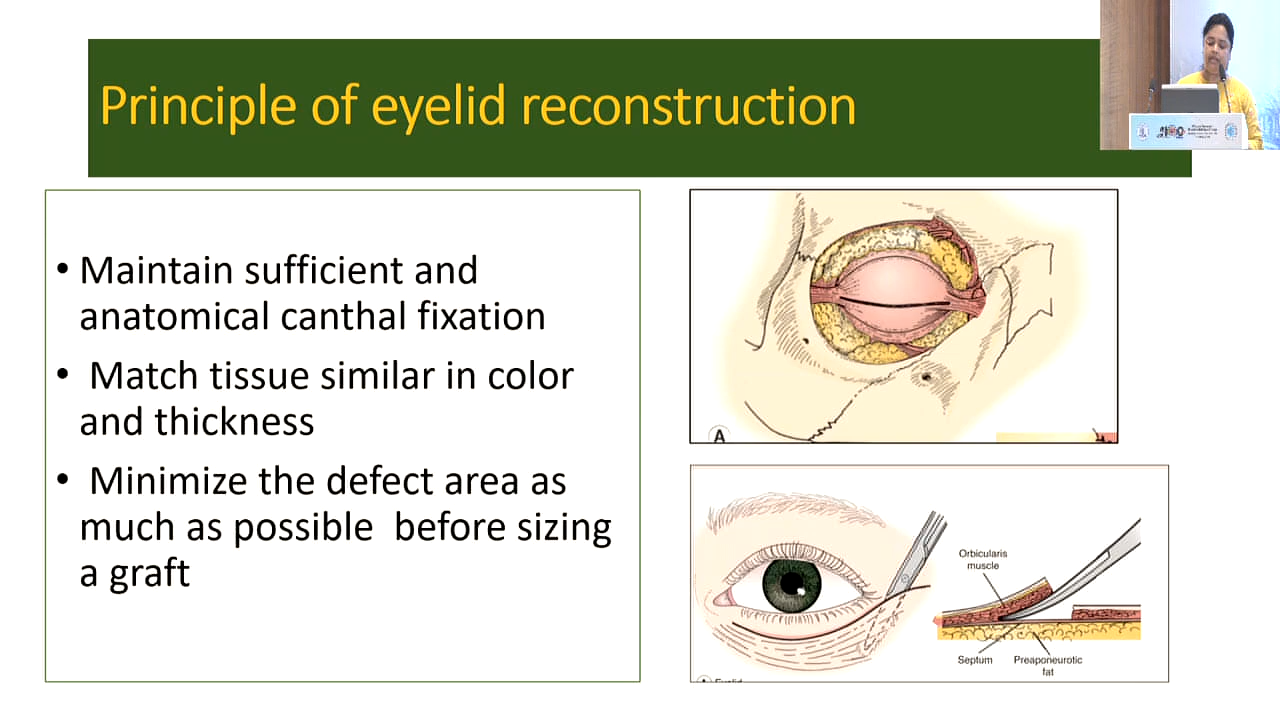 Principle of eyelid reconstruction
• Maintain sufficient and
anatomical canthal fixation
• Match tissue similar in color
and thickness
• Minimize the defect area as
much as possible before sizing
a graft
A
Orbicularis
muscle
Septum
Preaponeurotic
fat